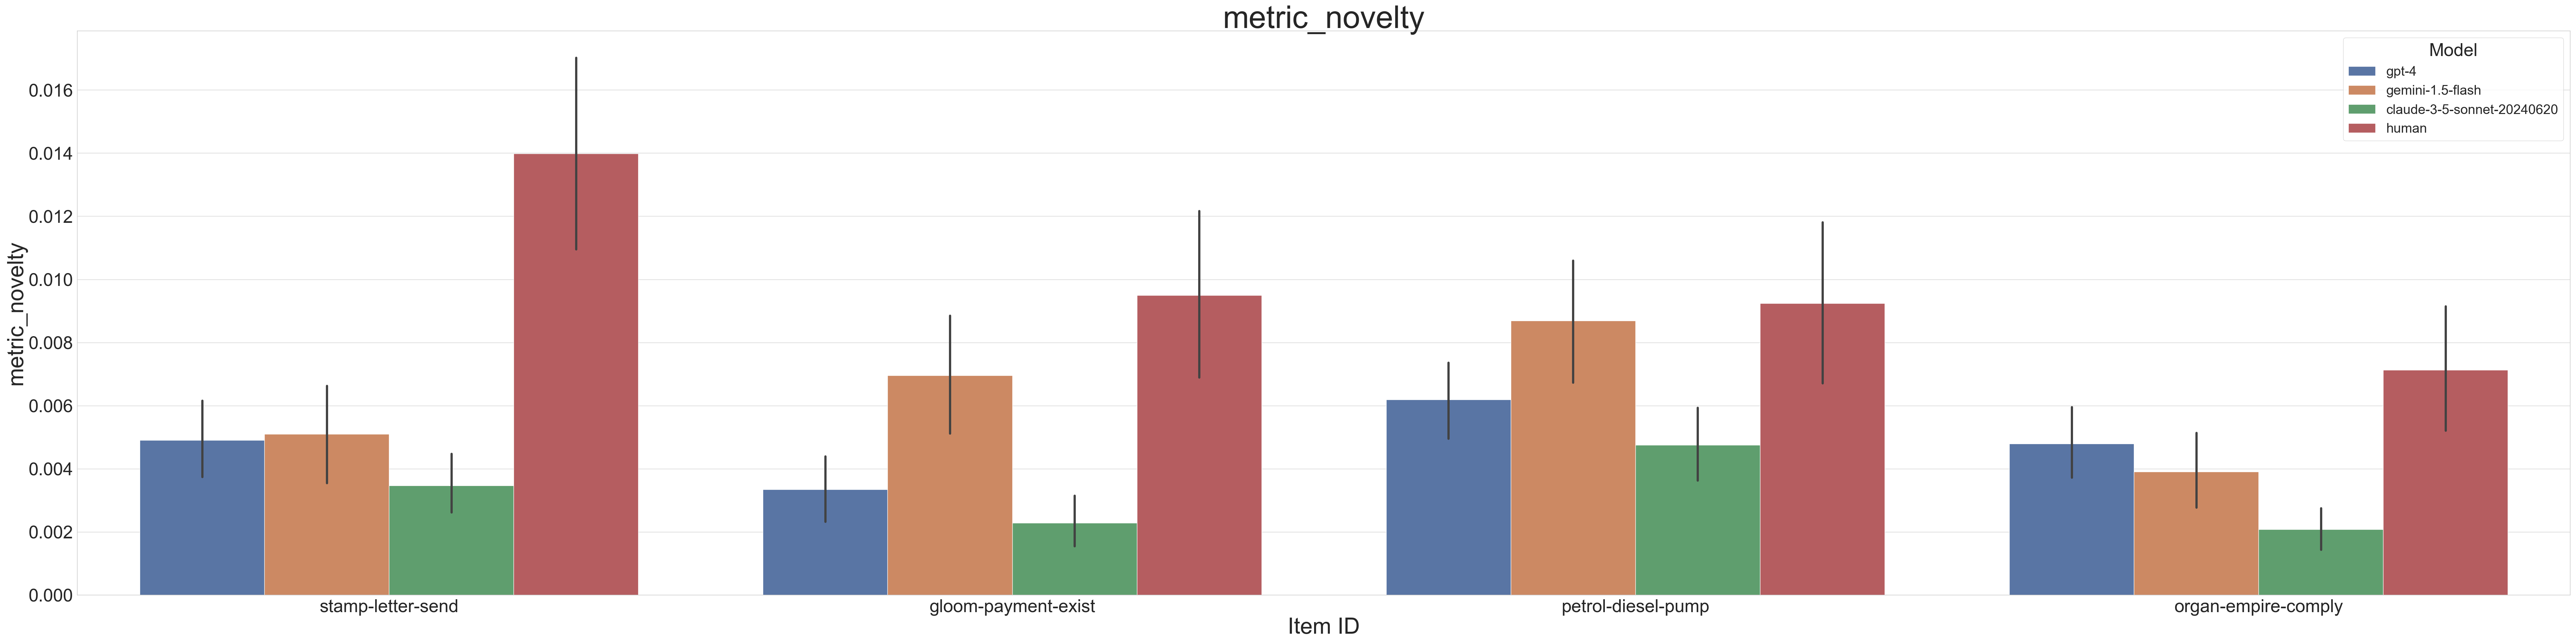 metric_novelty
Model
gpt-4
gemini-1.5-flash
claude-3-5-sonnet-20240620
human
metric_novelty
0.016
0.014
0.012
0.010
0.008
0.006
0.004
0.002
0.000
stamp-letter-send
gloom-payment-exist
petrol-diesel-pump
organ-empire-comply
Item ID